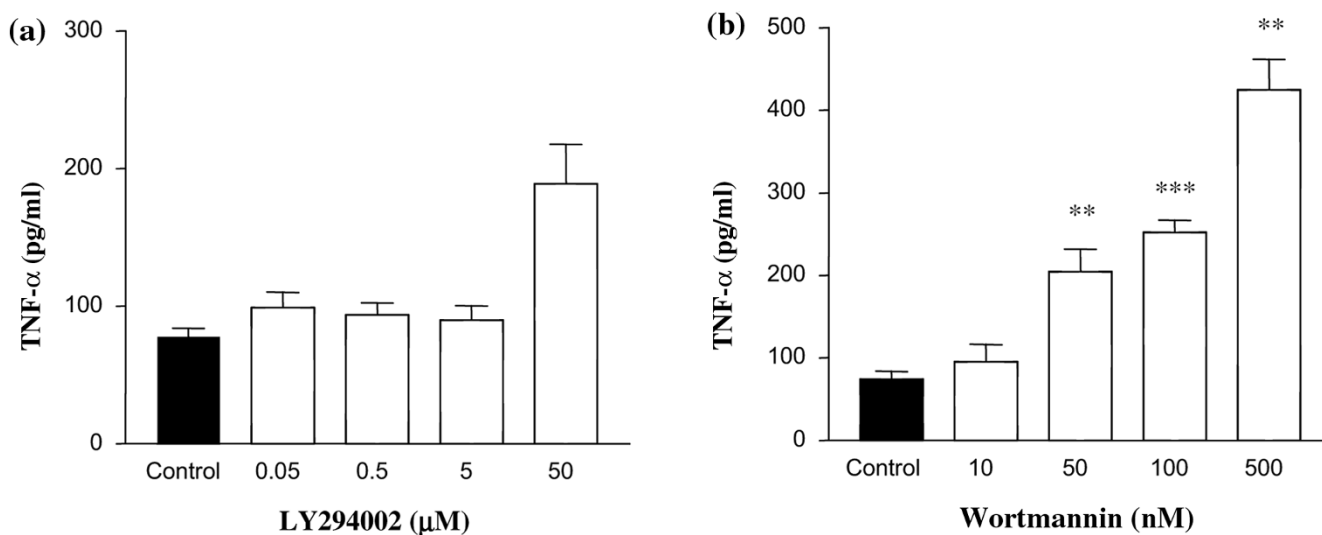 (a)
300
200
100
0
TNF-α (pg/ml)
Control 0.05 0.5 5 50
LY294002 (μM)
(b)
500
400
300
200
100
0
TNF-α (pg/ml)
**
***
**
Control 10 50 100 500
Wortmannin (nM)